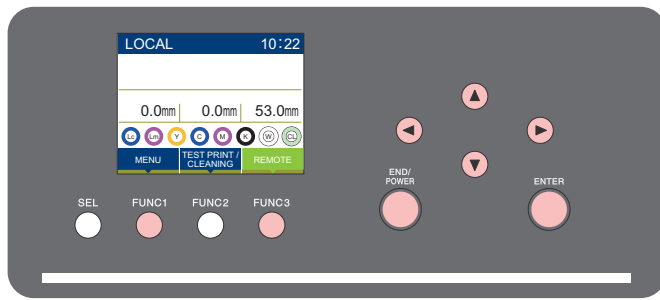 LOCAL 10:22
0.0mm 0.0mm 53.0mm
Lc Lm Y C M K W CL
MENU TEST PRINT / CLEANING REMOTE
END/
POWER ENTER
SEL FUNC1 FUNC2 FUNC3